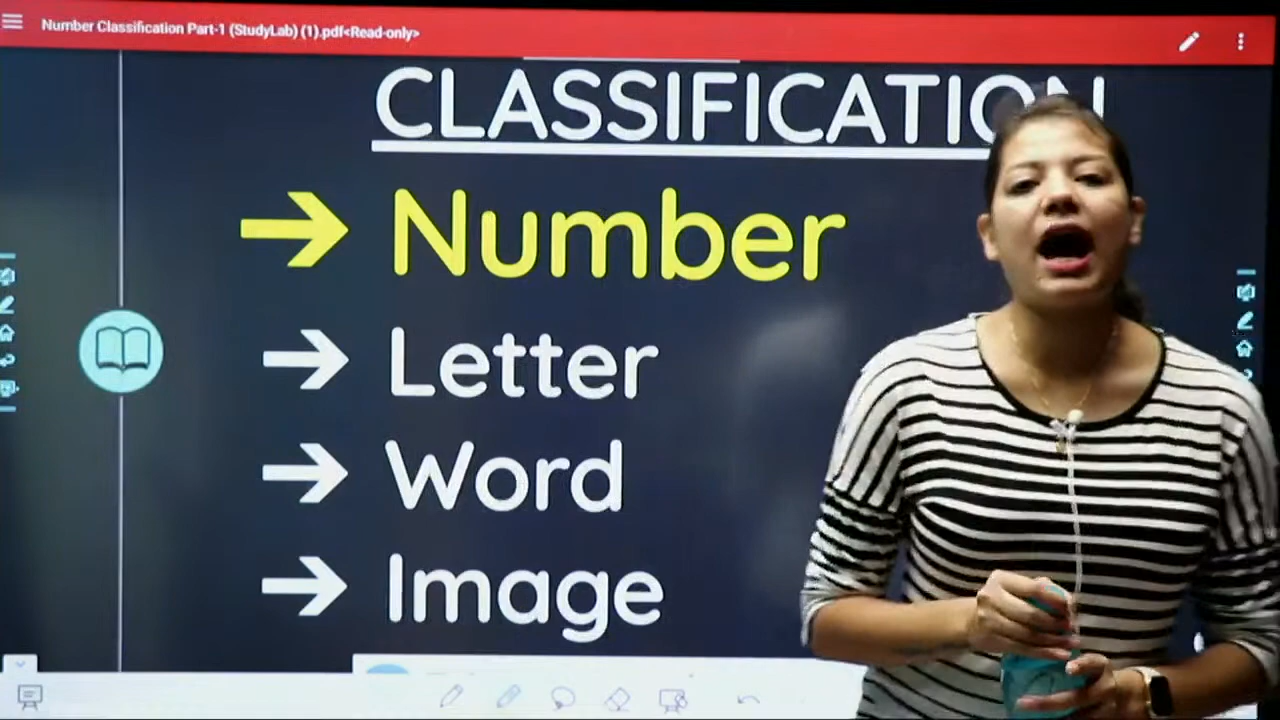 Number Classification Part-1 (StudyLab) (1).pdf<Read-only>
CLASSIFICATION
Number
Letter
Word
Image